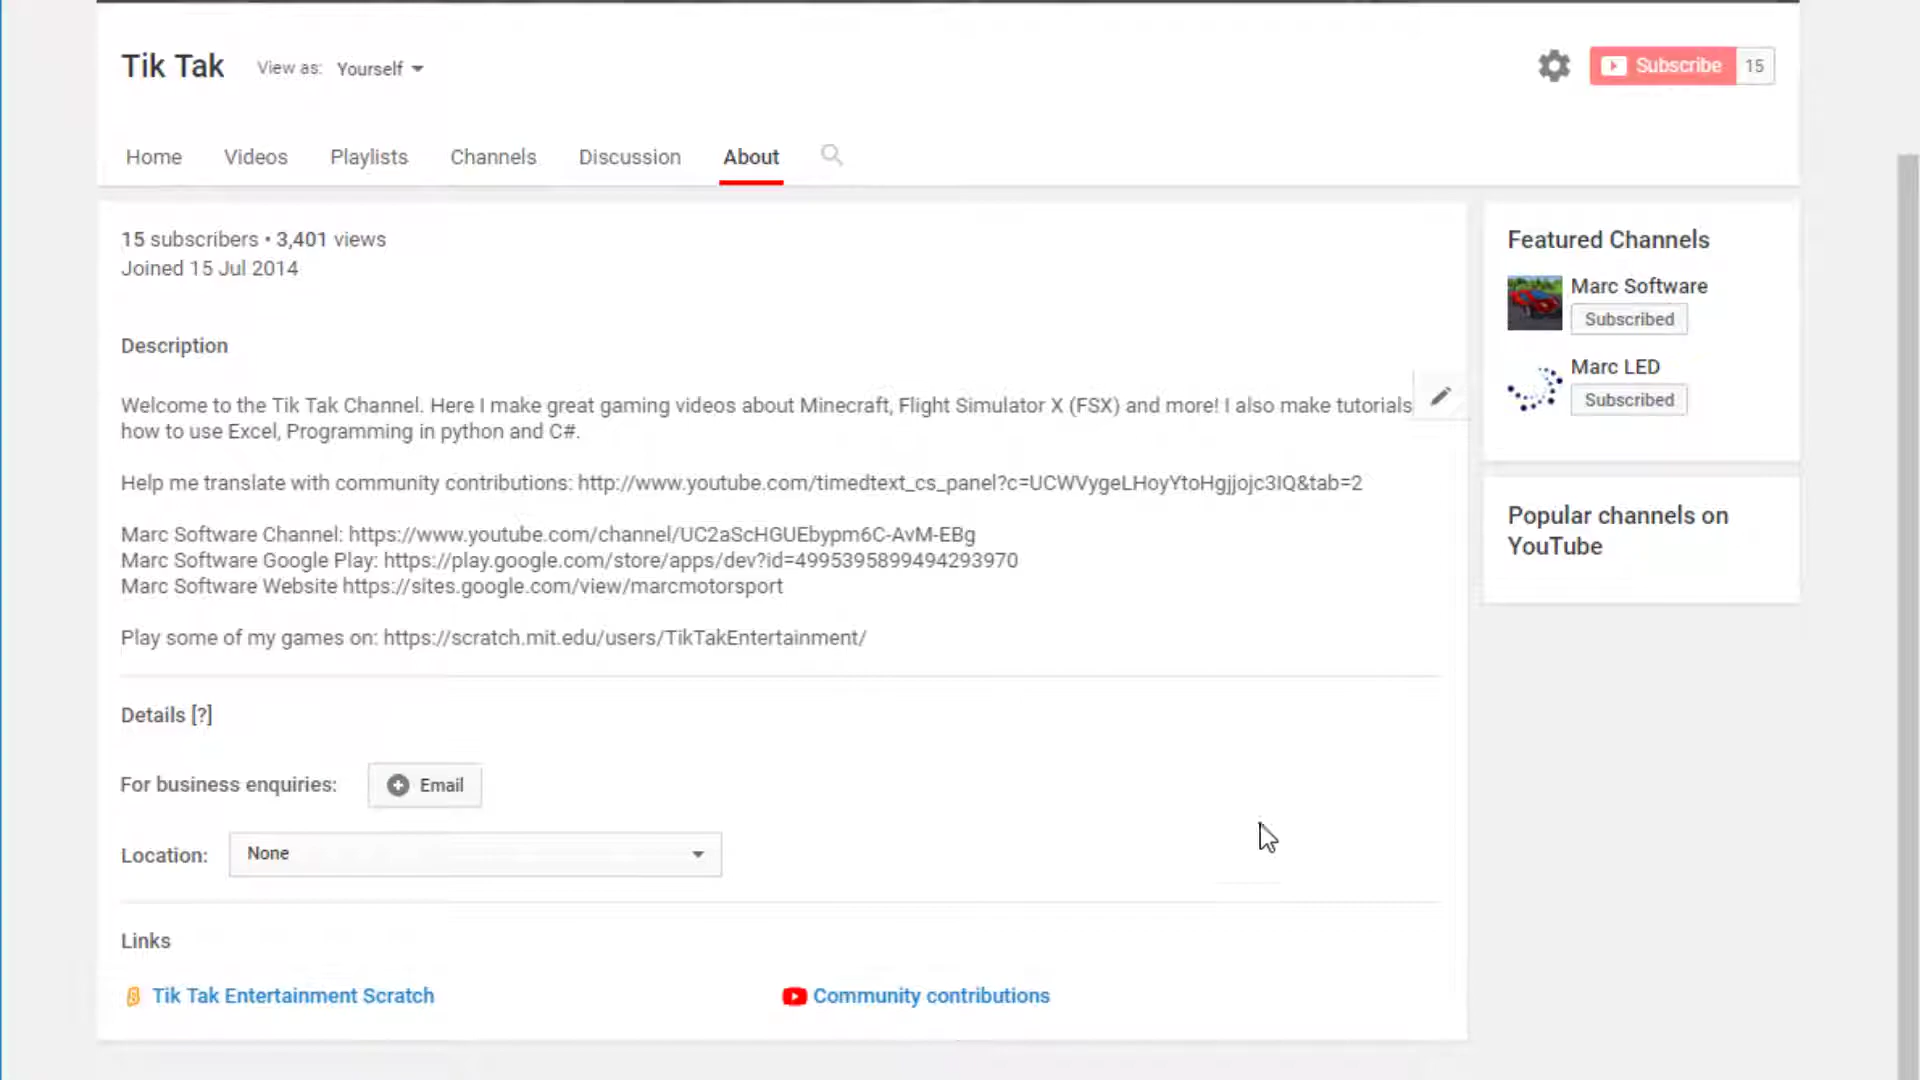 Tik Tak View as: Yourself
Subscribe 15
Home Videos Playlists Channels Discussion About
15 subscribers • 3,401 views
Joined 15 Jul 2014
Description
Welcome to the Tik Tak Channel. Here I make great gaming videos about Minecraft, Flight Simulator X (FSX) and more! I also make tutorials
how to use Excel, Programming in python and C#.
Help me translate with community contributions: http://www.youtube.com/timedtext_cs_panel?c=UCWVygeLHoyYtoHgjjojc3IQ&tab=2
Marc Software Channel: https://www.youtube.com/channel/UC2aScHGUEbypm6C-AvM-EBg
Marc Software Google Play: https://play.google.com/store/apps/dev?id=4995395899494293970
Marc Software Website https://sites.google.com/view/marcmotorsport
Play some of my games on: https://scratch.mit.edu/users/TikTakEntertainment/
Details [?]
For business enquiries: Email
Location: None
Links
Tik Tak Entertainment Scratch
Community contributions
Featured Channels
Marc Software
Subscribed
Marc LED
Subscribed
Popular channels on
YouTube